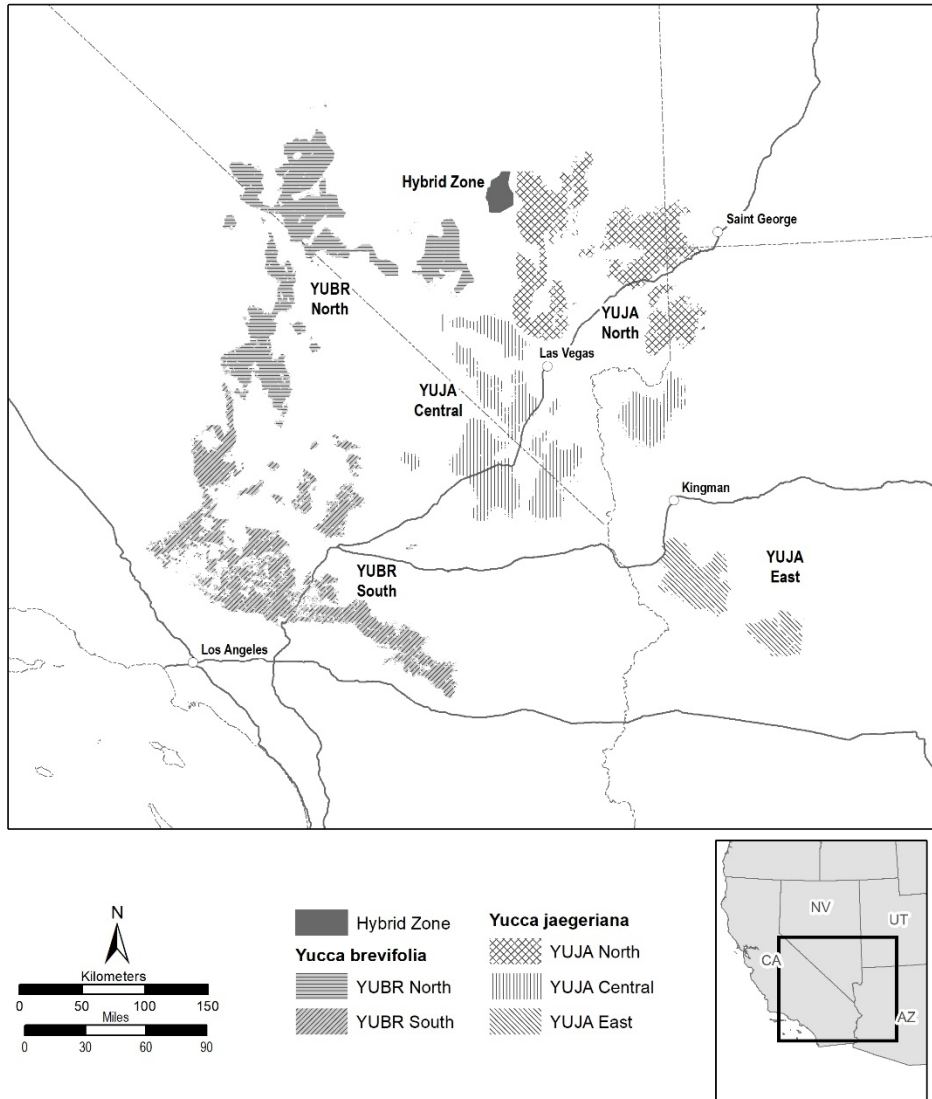 Hybrid Zone
Saint George
YUBR
North
YUJA
North
Las Vegas
YUJA
Central
Kingman
YUJA
East
YUBR
South
Los Angeles
N
Kilometers
0 50 100 150
Miles
0 30 60 90
Hybrid Zone
Yucca brevifolia
YUBR North
YUBR South
Yucca jaegeriana
YUJA North
YUJA Central
YUJA East
NV
UT
CA
AZ